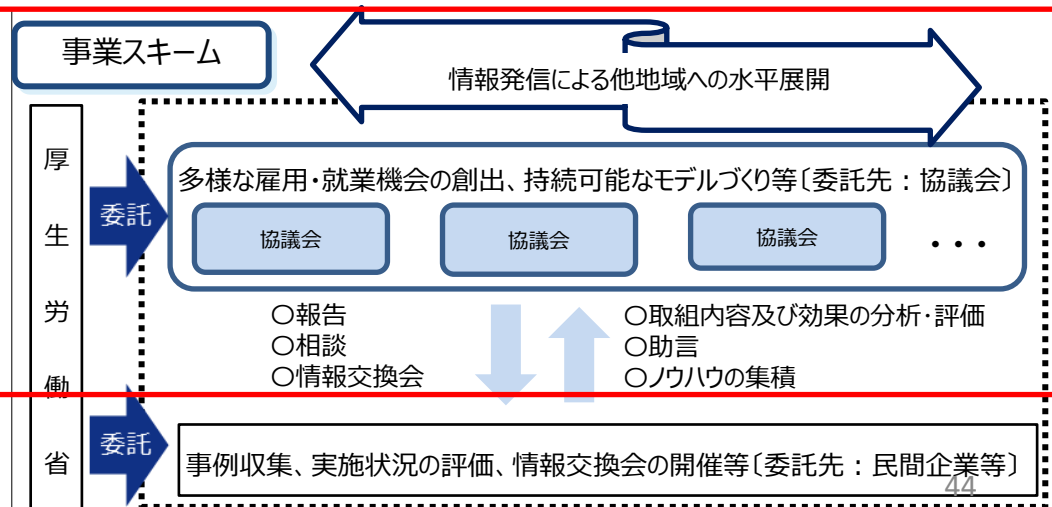 事業スキーム
情報発信による他地域への水平展開
厚生労働省
委託
多様な雇用・就業機会の創出、持続可能なモデルづくり等〔委託先：協議会〕
協議会
協議会
協議会
・・・
〇報告
〇相談
〇情報交換会
〇取組内容及び効果の分析・評価
〇助言
〇ノウハウの集積
委託
事例収集、実施状況の評価、情報交換会の開催等〔委託先：民間企業等〕
44